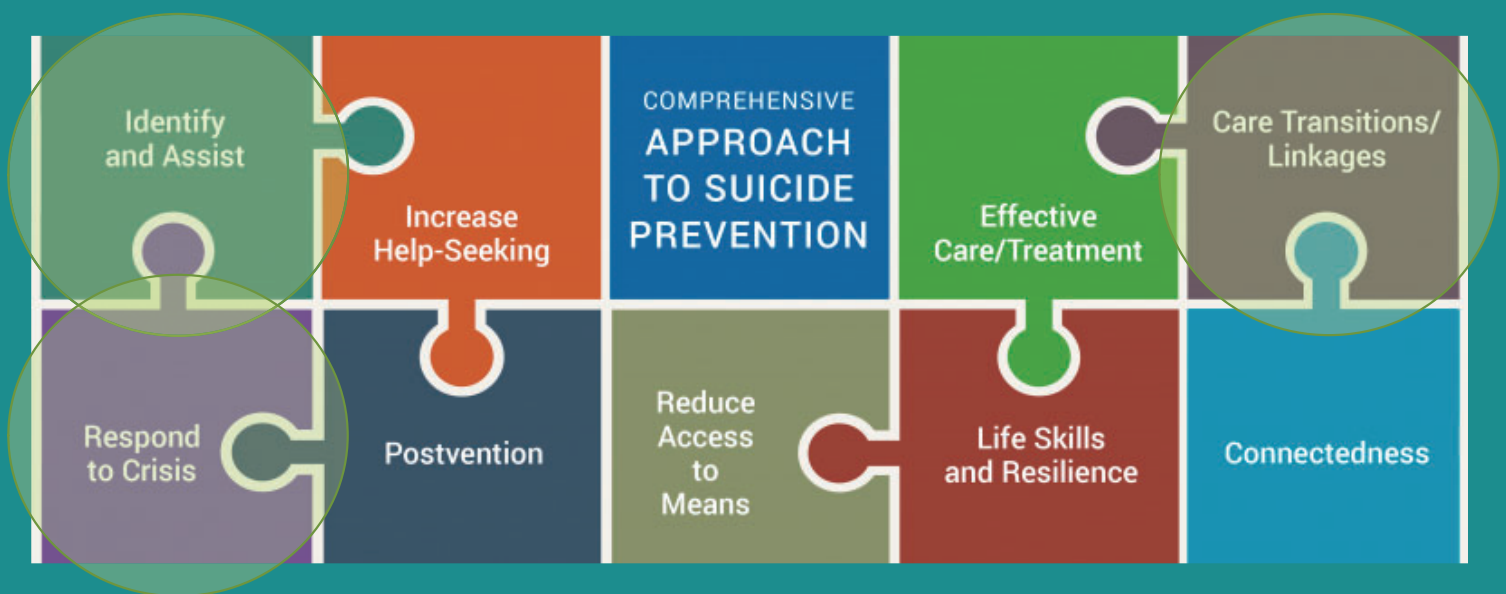 Identify
and Assist
Increase
Help-Seeking
COMPREHENSIVE
APPROACH
TO SUICIDE
PREVENTION
Effective
Care/Treatment
Care Transitions/
Linkages
Respond
to Crisis
Postvention
Reduce
Access
to
Means
Life Skills
and Resilience
Connectedness